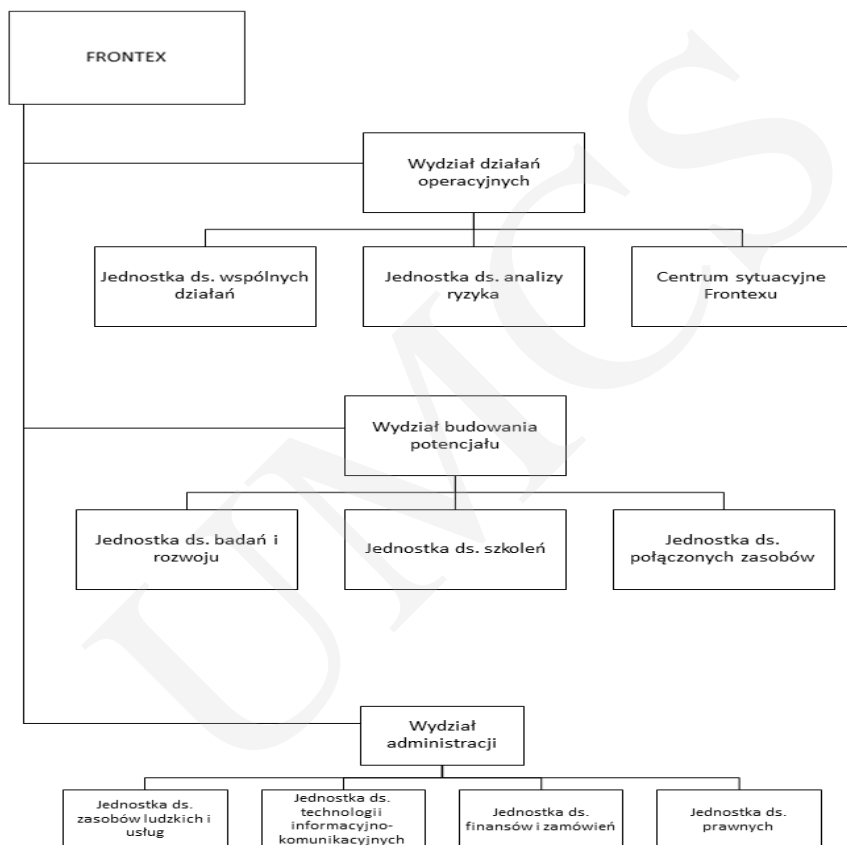 FRONTEX
Wydział działań
operacyjnych
Jednostka ds. wspólnych
działań
Jednostka ds. analizy
ryzyka
Centrum sytuacyjne
Frontexu
Wydział budowania
potencjału
Jednostka ds. badań i
rozwoju
Jednostka ds. szkoleń
Jednostka ds.
połączonych zasobów
Wydział
administracji
Jednostka ds.
zasobów ludzkich i
usług
Jednostka ds.
technologii
informacyjno-
komunikacyjnych
Jednostka ds.
finansów i zamówień
Jednostka ds.
prawnych
UMCS